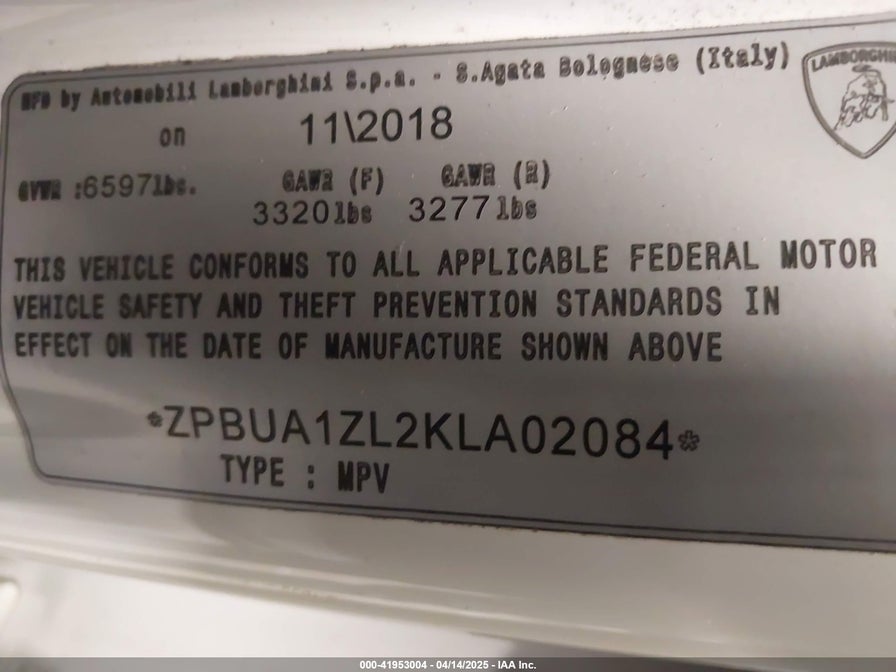 MFD by Automobili Lamborghini S.p.a. - S.Agata Bolognese (Italy)
LAMBORGHINI
on 11\2018
GVWR :6597lbs. GAWR (F) GAWR (R)
3320lbs 3277lbs
THIS VEHICLE CONFORMS TO ALL APPLICABLE FEDERAL MOTOR
VEHICLE SAFETY AND THEFT PREVENTION STANDARDS IN
EFFECT ON THE DATE OF MANUFACTURE SHOWN ABOVE
*ZPBUA1ZL2KLA02084*
TYPE : MPV
000-41953004 - 04/14/2025 - IAA Inc.